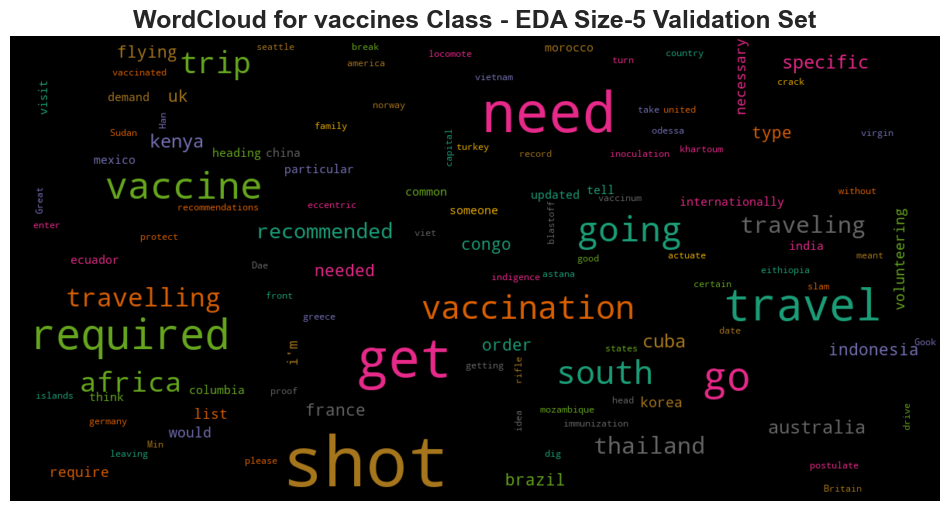 WordCloud for vaccines Class - EDA Size-5 Validation Set
seattle
break
morocco
locomote
country
flying
trip
america
turn
necessary
specific
vaccinated
vietnam
crack
visit
demand
uk
norway
need
take
united
type
Sudan
Han
family
odessa
virgin
kenya
capital
turkey
mexico
heading
china
record
inoculation
khartoum
particular
vaccine
common
updated
tell
without
Great
recommendations
eccentric
someone
vaccinum
internationally
enter
protect
recommended
viet
blastoff
going
traveling
volunteering
congo
india
meant
ecuador
Dae
needed
good
actuate
indigence
astana
certain
eithiopia
slam
travelling
front
vaccination
travel
greece
date
required
i'm
get
order
states
cuba
indonesia
Gook
africa
think
columbia
getting
rifle
south
go
islands
proof
head
korea
list
france
mozambique
drive
germany
would
idea
immunization
australia
Min
leaving
shot
thailand
require
please
dig
postulate
brazil
Britain